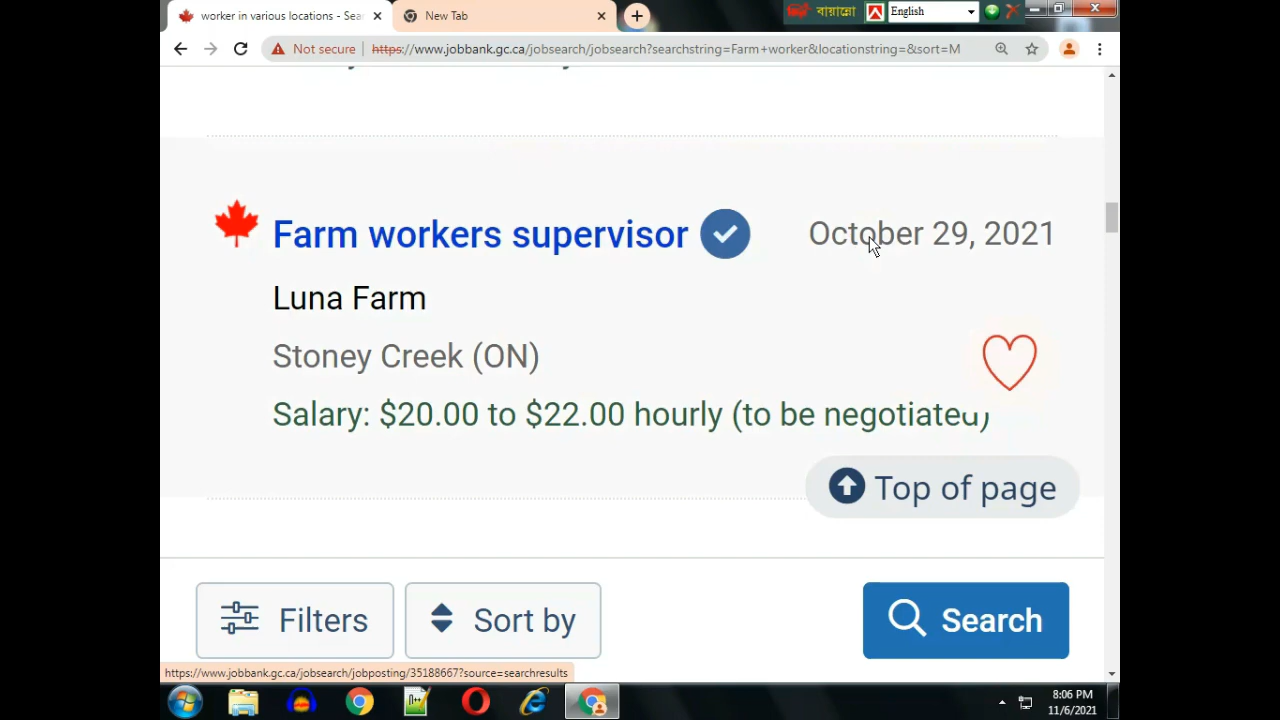 worker in various locations - Sea
New Tab
বায়ান্নো
English
Not secure
https://www.jobbank.gc.ca/jobsearch/jobsearch?searchstring=Farm+worker&locationstring=&sort=M
Farm workers supervisor
October 29, 2021
Luna Farm
Stoney Creek (ON)
Salary: $20.00 to $22.00 hourly (to be negotiated)
Top of page
Filters
Sort by
Search
https://www.jobbank.gc.ca/jobsearch/jobposting/35188667?source=searchresults
8:06 PM
11/6/2021